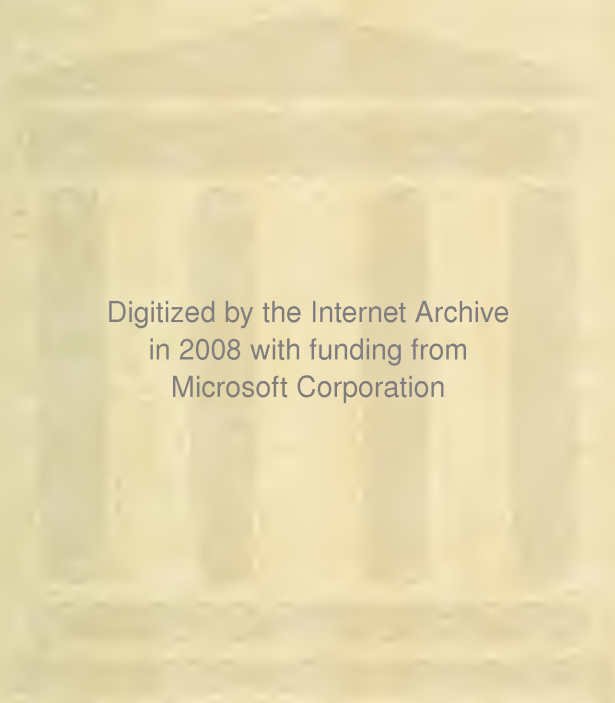 Digitized by the Internet Archive
in 2008 with funding from
Microsoft Corporation